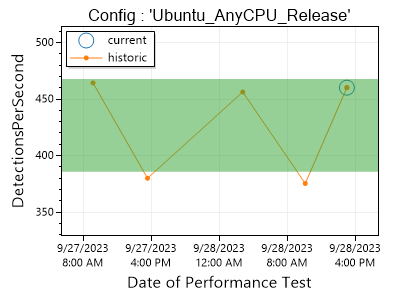 Config : 'Ubuntu_AnyCPU_Release'
current
historic
DetectionsPerSecond
500
450
400
350
9/27/2023 9/27/2023 9/28/2023 9/28/2023 9/28/2023
8:00 AM 4:00 PM 12:00 AM 8:00 AM 4:00 PM
Date of Performance Test